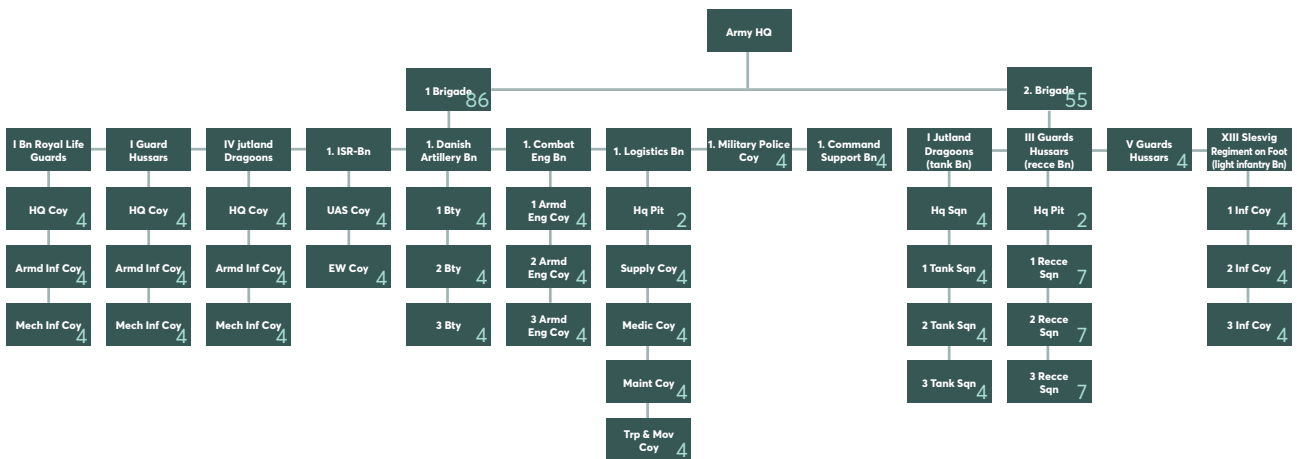 Army HQ
1 Brigade
86
2. Brigade
55
I Bn Royal Life
Guards
I Guard
Hussars
IV jutland
Dragoons
1. ISR-Bn
1. Danish
Artillery Bn
1. Combat
Eng Bn
1. Logistics Bn
1. Military Police
Coy
4
1. Command
Support Bn
4
I Jutland
Dragoons
(tank Bn)
III Guards
Hussars
(recce Bn)
V Guards
Hussars
4
XIII Slesvig
Regiment on Foot
(light infantry Bn)
HQ Coy
4
HQ Coy
4
HQ Coy
4
UAS Coy
4
1 Bty
4
1 Armd
Eng Coy
4
Hq Pit
2
Hq Sqn
4
Hq Pit
2
1 Inf Coy
4
Armd Inf Coy
4
Armd Inf Coy
4
Armd Inf Coy
4
EW Coy
4
2 Bty
4
2 Armd
Eng Coy
4
Supply Coy
4
1 Tank Sqn
4
1 Recce
Sqn
7
2 Inf Coy
4
Mech Inf Coy
4
Mech Inf Coy
4
Mech Inf Coy
4
3 Bty
4
3 Armd
Eng Coy
4
Medic Coy
4
2 Tank Sqn
4
2 Recce
Sqn
7
3 Inf Coy
4
Maint Coy
4
3 Tank Sqn
4
3 Recce
Sqn
7
Trp & Mov
Coy
4